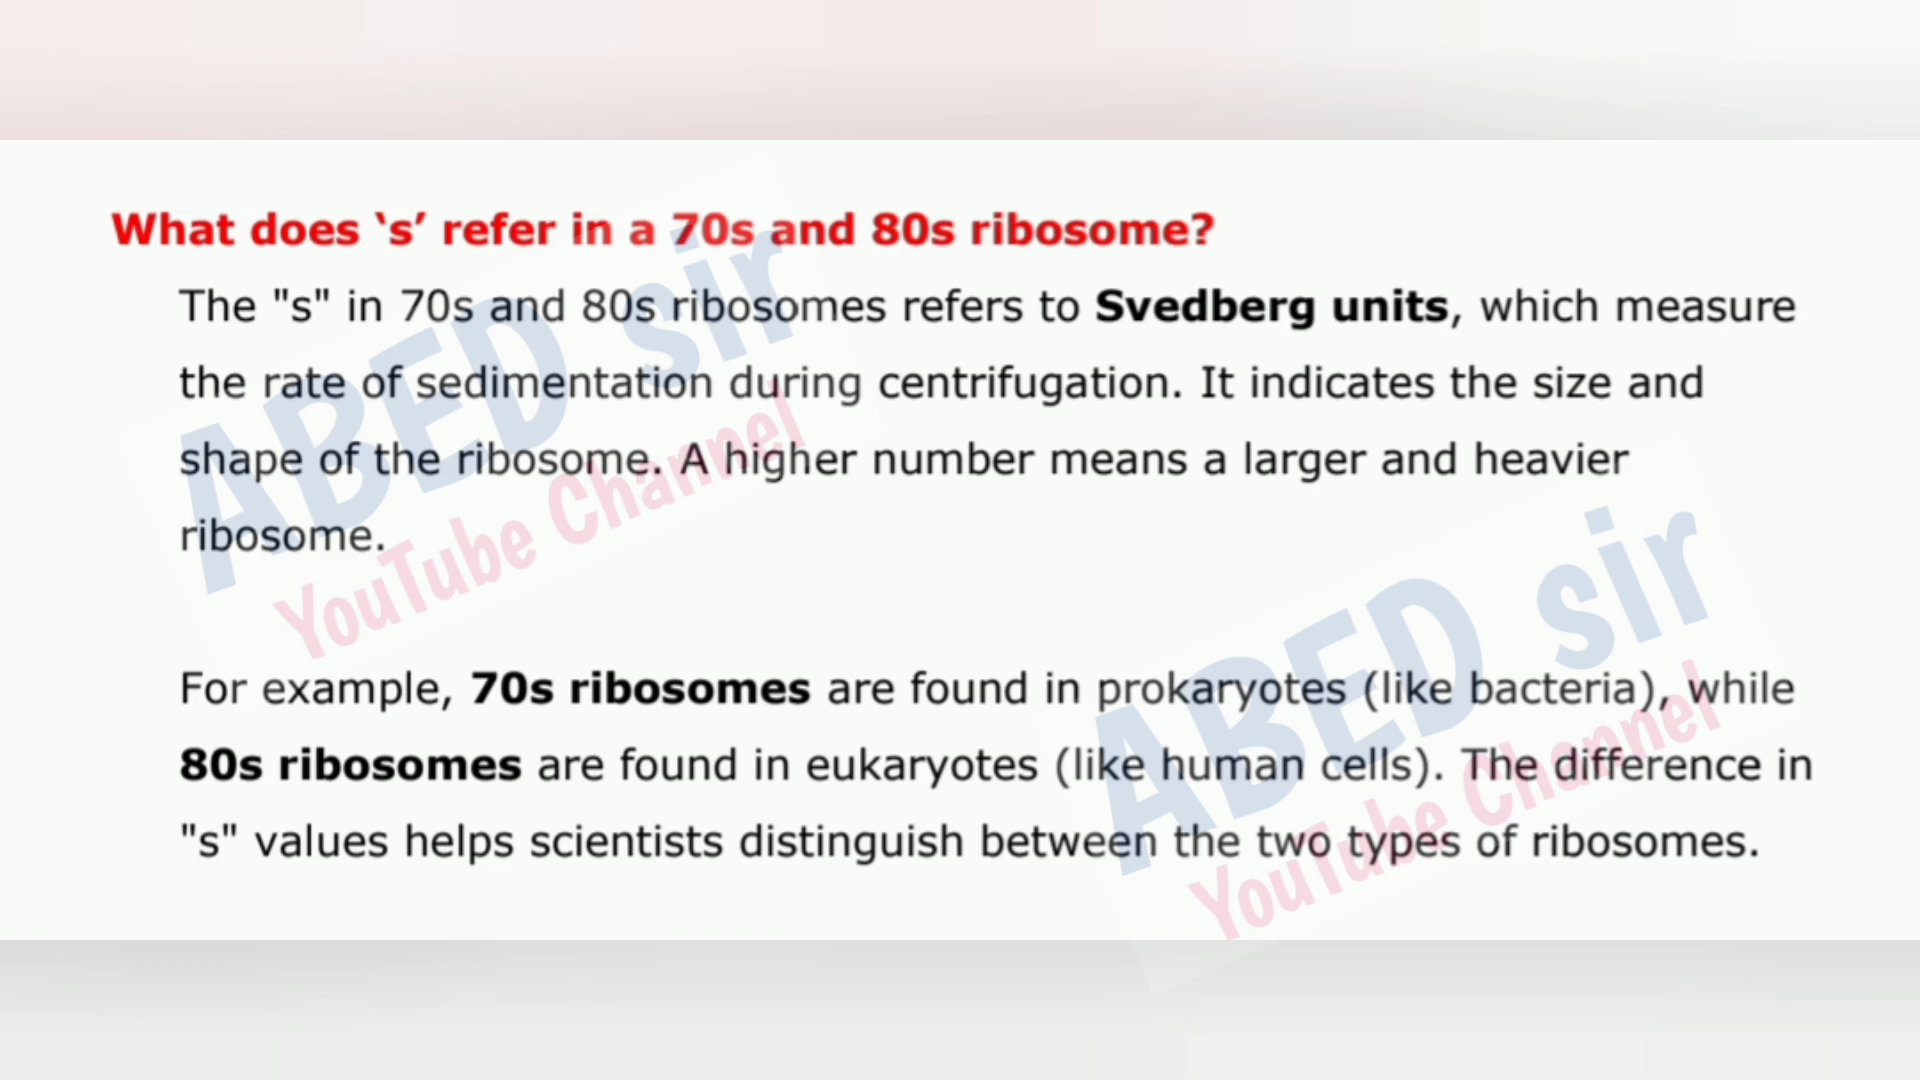 What does ‘s’ refer in a 70s and 80s ribosome?
The "s" in 70s and 80s ribosomes refers to Svedberg units, which measure
the rate of sedimentation during centrifugation. It indicates the size and
shape of the ribosome. A higher number means a larger and heavier
ribosome.
For example, 70s ribosomes are found in prokaryotes (like bacteria), while
80s ribosomes are found in eukaryotes (like human cells). The difference in
"s" values helps scientists distinguish between the two types of ribosomes.
ABED sir
YouTube Channel
ABED sir
YouTube Channel